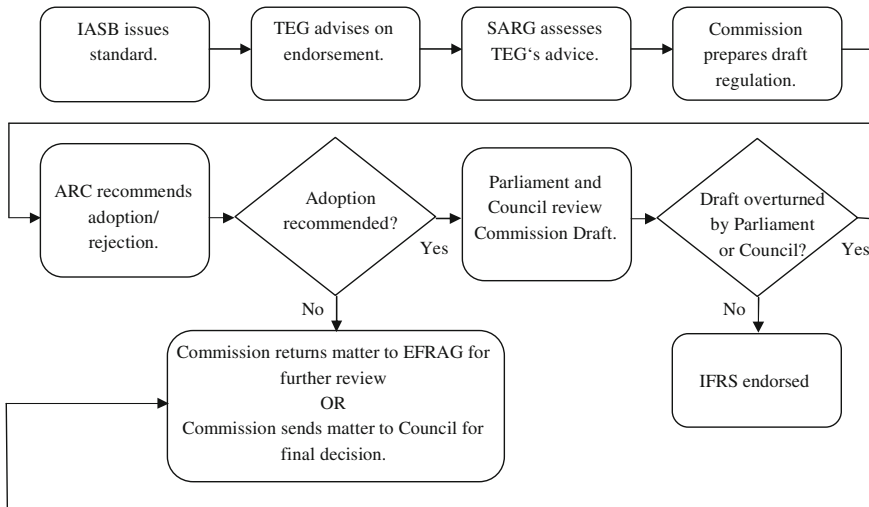 IASB issues
standard.
TEG advises on
endorsement.
SARG assesses
TEG‘s advice.
Commission
prepares draft
regulation.
ARC recommends
adoption/
rejection.
Adoption
recommended?
Yes
No
Parliament and
Council review
Commission Draft.
Draft overturned
by Parliament
or Council?
Yes
No
Commission returns matter to EFRAG for
further review
OR
Commission sends matter to Council for
final decision.
IFRS endorsed